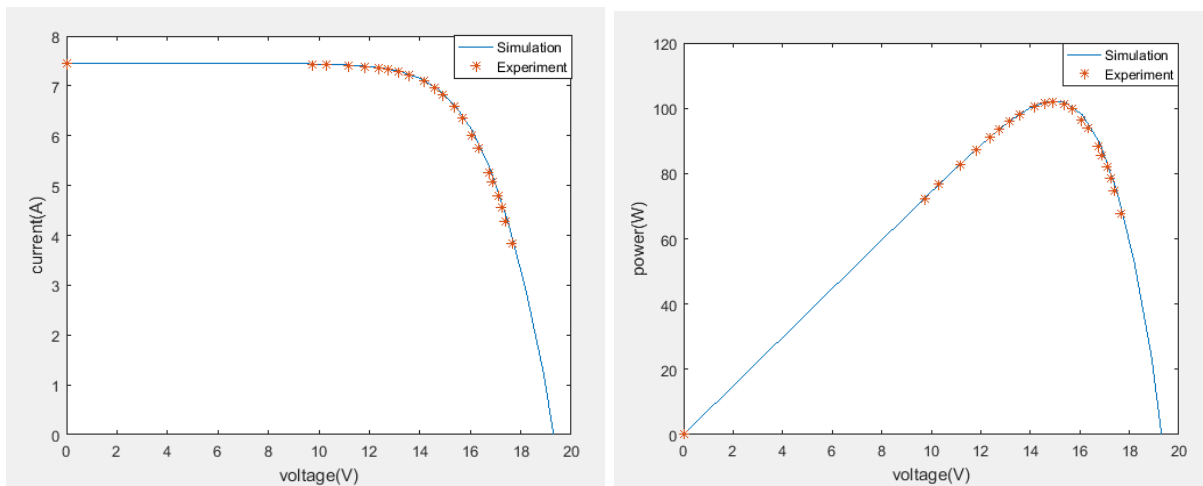 8
7
6
5
4
3
2
1
0
current(A)
0 2 4 6 8 10 12 14 16 18 20
voltage(V)
Simulation
Experiment
120
100
80
60
40
20
0
power(W)
0 2 4 6 8 10 12 14 16 18 20
voltage(V)
Simulation
Experiment